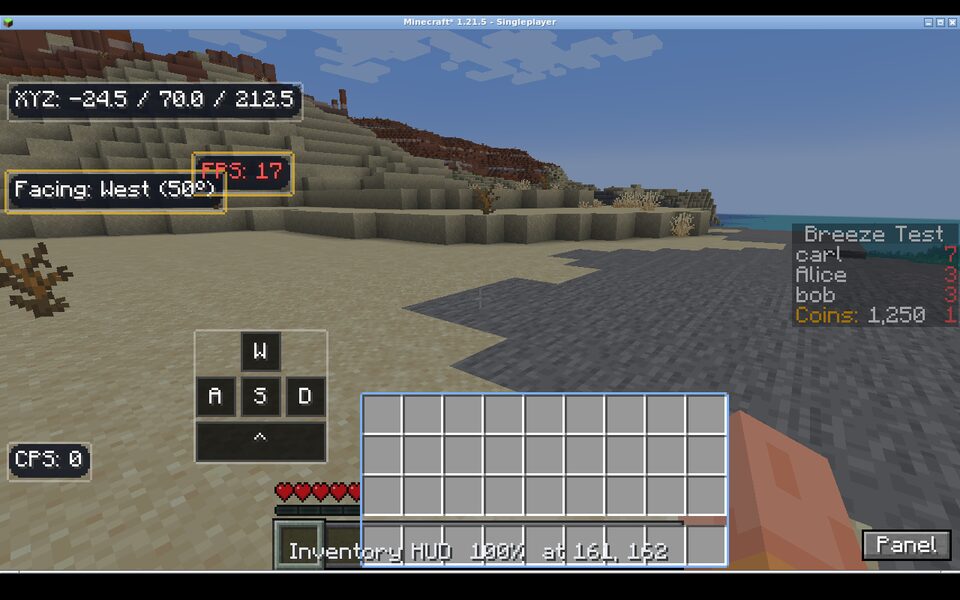 Minecraft* 1.21.5 - Singleplayer
XYZ: -24.5 / 70.0 / 212.5
FPS: 17
Facing: West (50º)
Breeze Test
carl 7
Alice 3
bob 3
Coins: 1,250 1
W
A S D
^
CPS: 0
Inventory HUD 100% at 161, 162
Panel